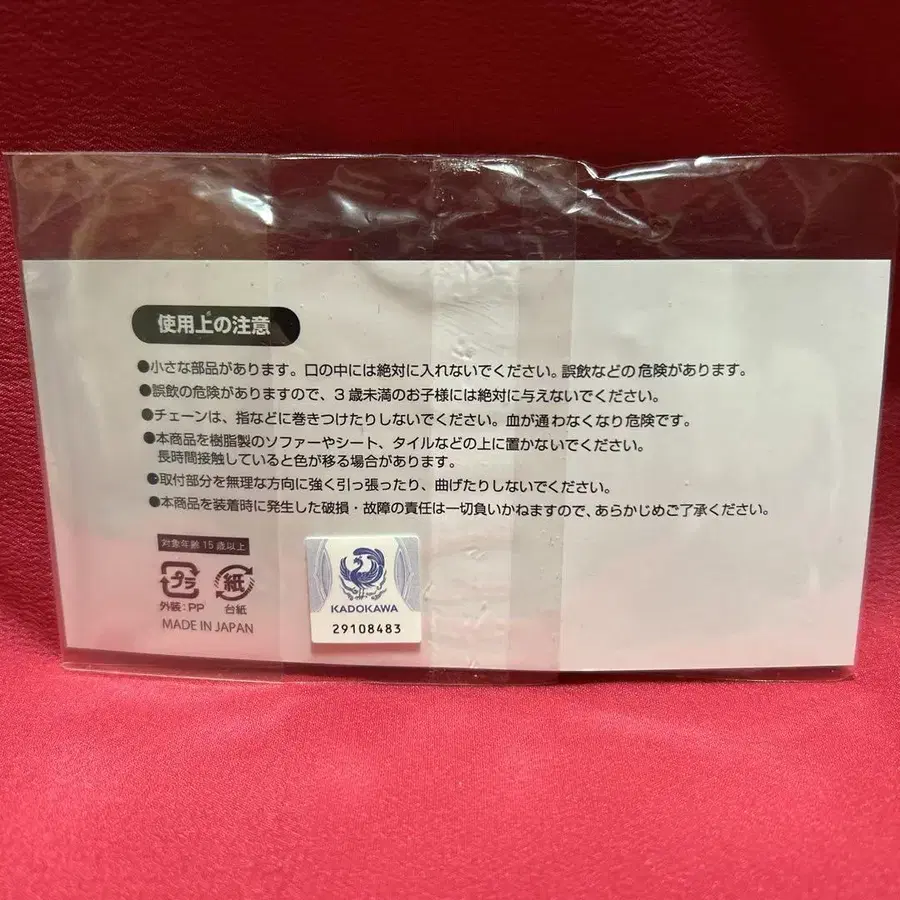 使用上の注意
●小さな部品があります。口の中には絶対に入れないでください。誤飲などの危険があります。
●誤飲の危険がありますので、3歳未満のお子様には絶対に与えないでください。
●チェーンは、指などに巻きつけたりしないでください。血が通わなくなり危険です。
●本商品を樹脂製のソファーやシート、タイルなどの上に置かないでください。
長時間接触していると色が移る場合があります。
●取付部分を無理な方向に強く引っ張ったり、曲げたりしないでください。
●本商品を装着時に発生した破損・故障の責任は一切負いかねますので、あらかじめご了承ください。
対象年齢15歳以上
プラ 紙
外装:PP 台紙
MADE IN JAPAN
KADOKAWA
29108483